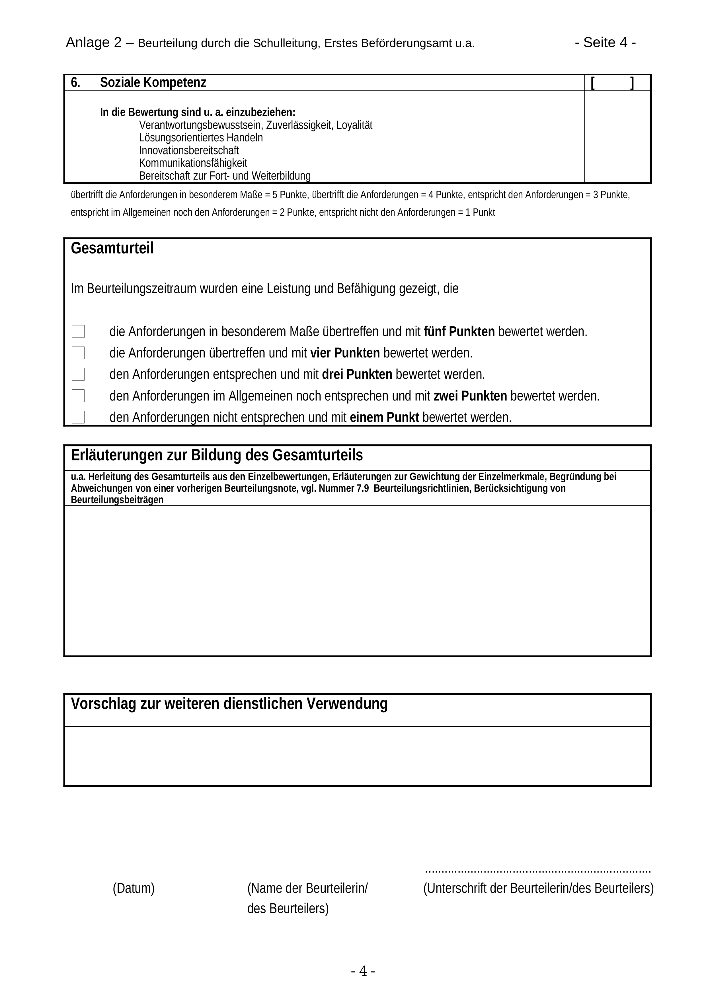 Anlage 2 – Beurteilung durch die Schulleitung, Erstes Beförderungsamt u.a. - Seite 4 -
6. Soziale Kompetenz [ ]
In die Bewertung sind u. a. einzubeziehen:
Verantwortungsbewusstsein, Zuverlässigkeit, Loyalität
Lösungsorientiertes Handeln
Innovationsbereitschaft
Kommunikationsfähigkeit
Bereitschaft zur Fort- und Weiterbildung
übertrifft die Anforderungen in besonderem Maße = 5 Punkte, übertrifft die Anforderungen = 4 Punkte, entspricht den Anforderungen = 3 Punkte,
entspricht im Allgemeinen noch den Anforderungen = 2 Punkte, entspricht nicht den Anforderungen = 1 Punkt
Gesamturteil
Im Beurteilungszeitraum wurden eine Leistung und Befähigung gezeigt, die
die Anforderungen in besonderem Maße übertreffen und mit fünf Punkten bewertet werden.
die Anforderungen übertreffen und mit vier Punkten bewertet werden.
den Anforderungen entsprechen und mit drei Punkten bewertet werden.
den Anforderungen im Allgemeinen noch entsprechen und mit zwei Punkten bewertet werden.
den Anforderungen nicht entsprechen und mit einem Punkt bewertet werden.
Erläuterungen zur Bildung des Gesamturteils
u.a. Herleitung des Gesamturteils aus den Einzelbewertungen, Erläuterungen zur Gewichtung der Einzelmerkmale, Begründung bei
Abweichungen von einer vorherigen Beurteilungsnote, vgl. Nummer 7.9 Beurteilungsrichtlinien, Berücksichtigung von
Beurteilungsbeiträgen
Vorschlag zur weiteren dienstlichen Verwendung
......................................................................
(Datum) (Name der Beurteilerin/ (Unterschrift der Beurteilerin/des Beurteilers)
des Beurteilers)
- 4 -